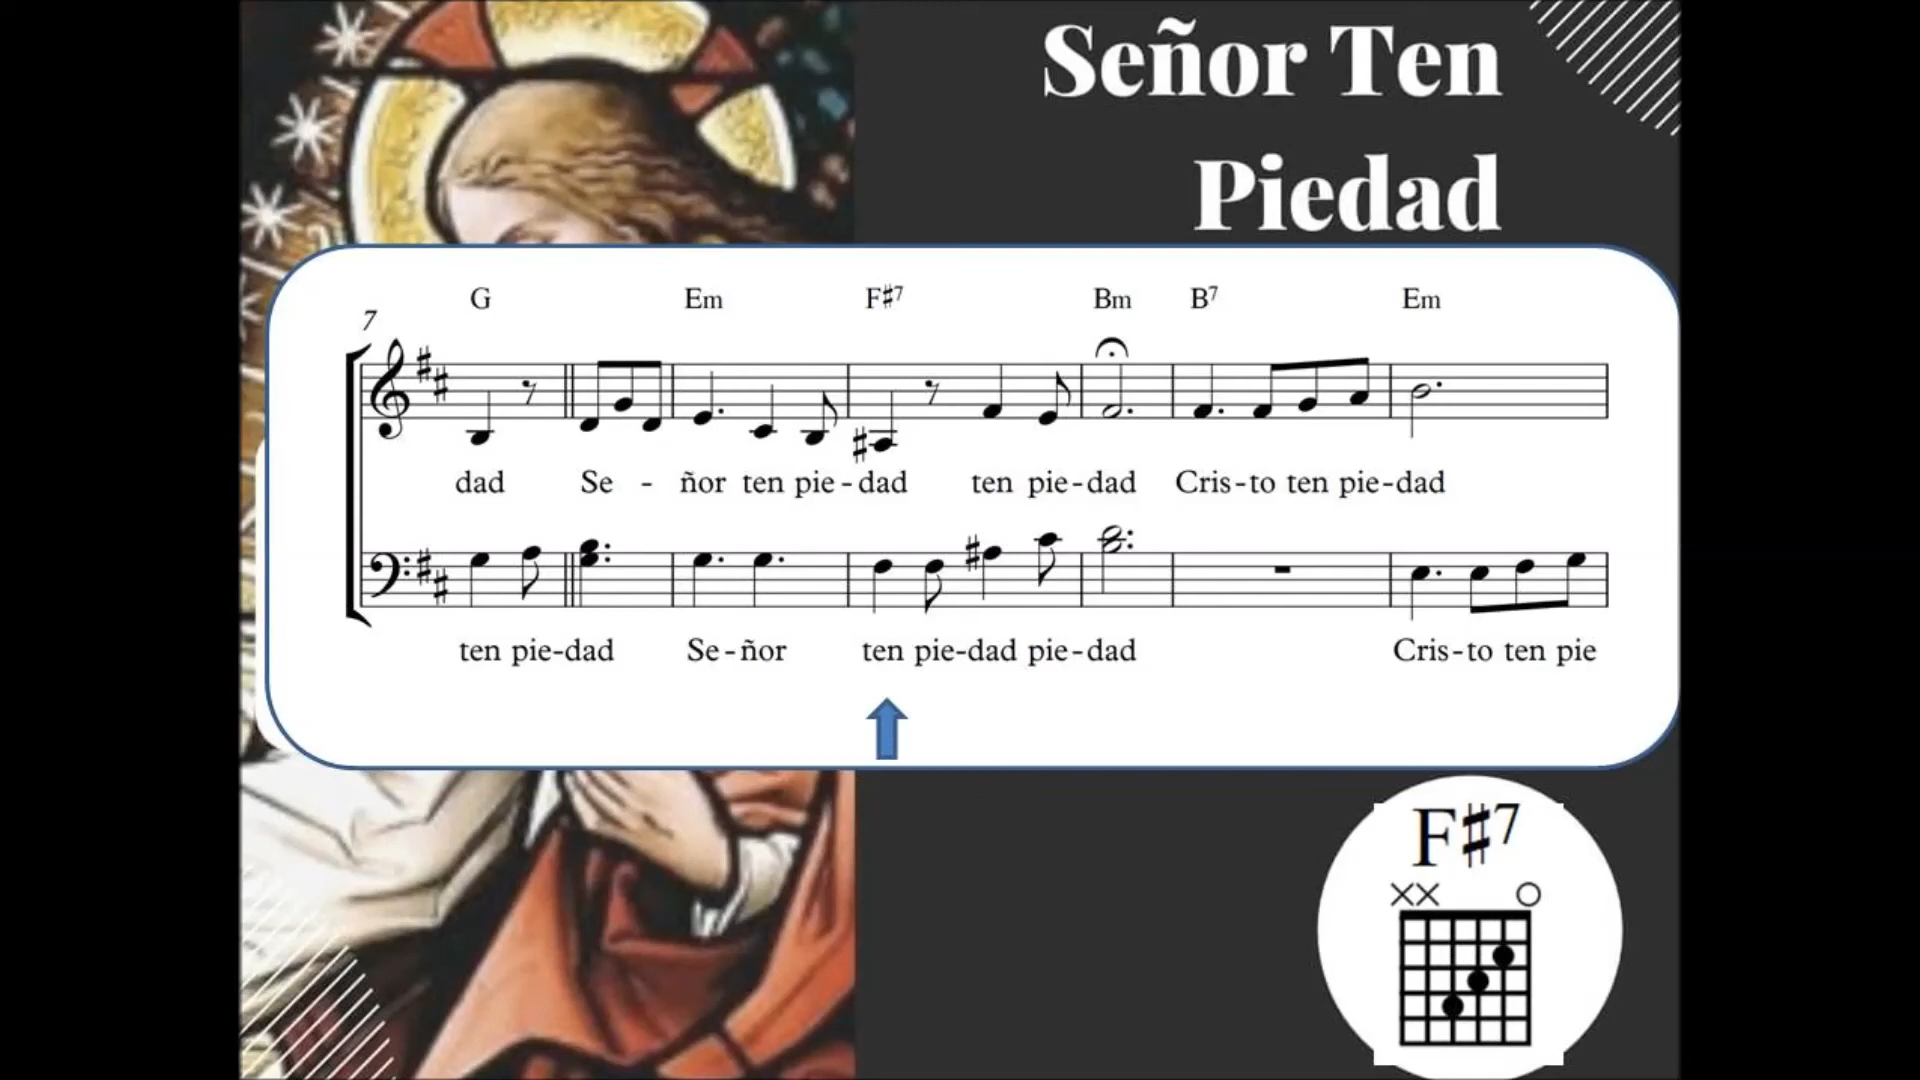 Señor Ten
Piedad
G Em F♯7 Bm B7 Em
7
dad Se - ñor ten pie-dad ten pie-dad Cris-to ten pie-dad
ten pie-dad Se-ñor ten pie-dad pie-dad Cris-to ten pie
F♯7
××